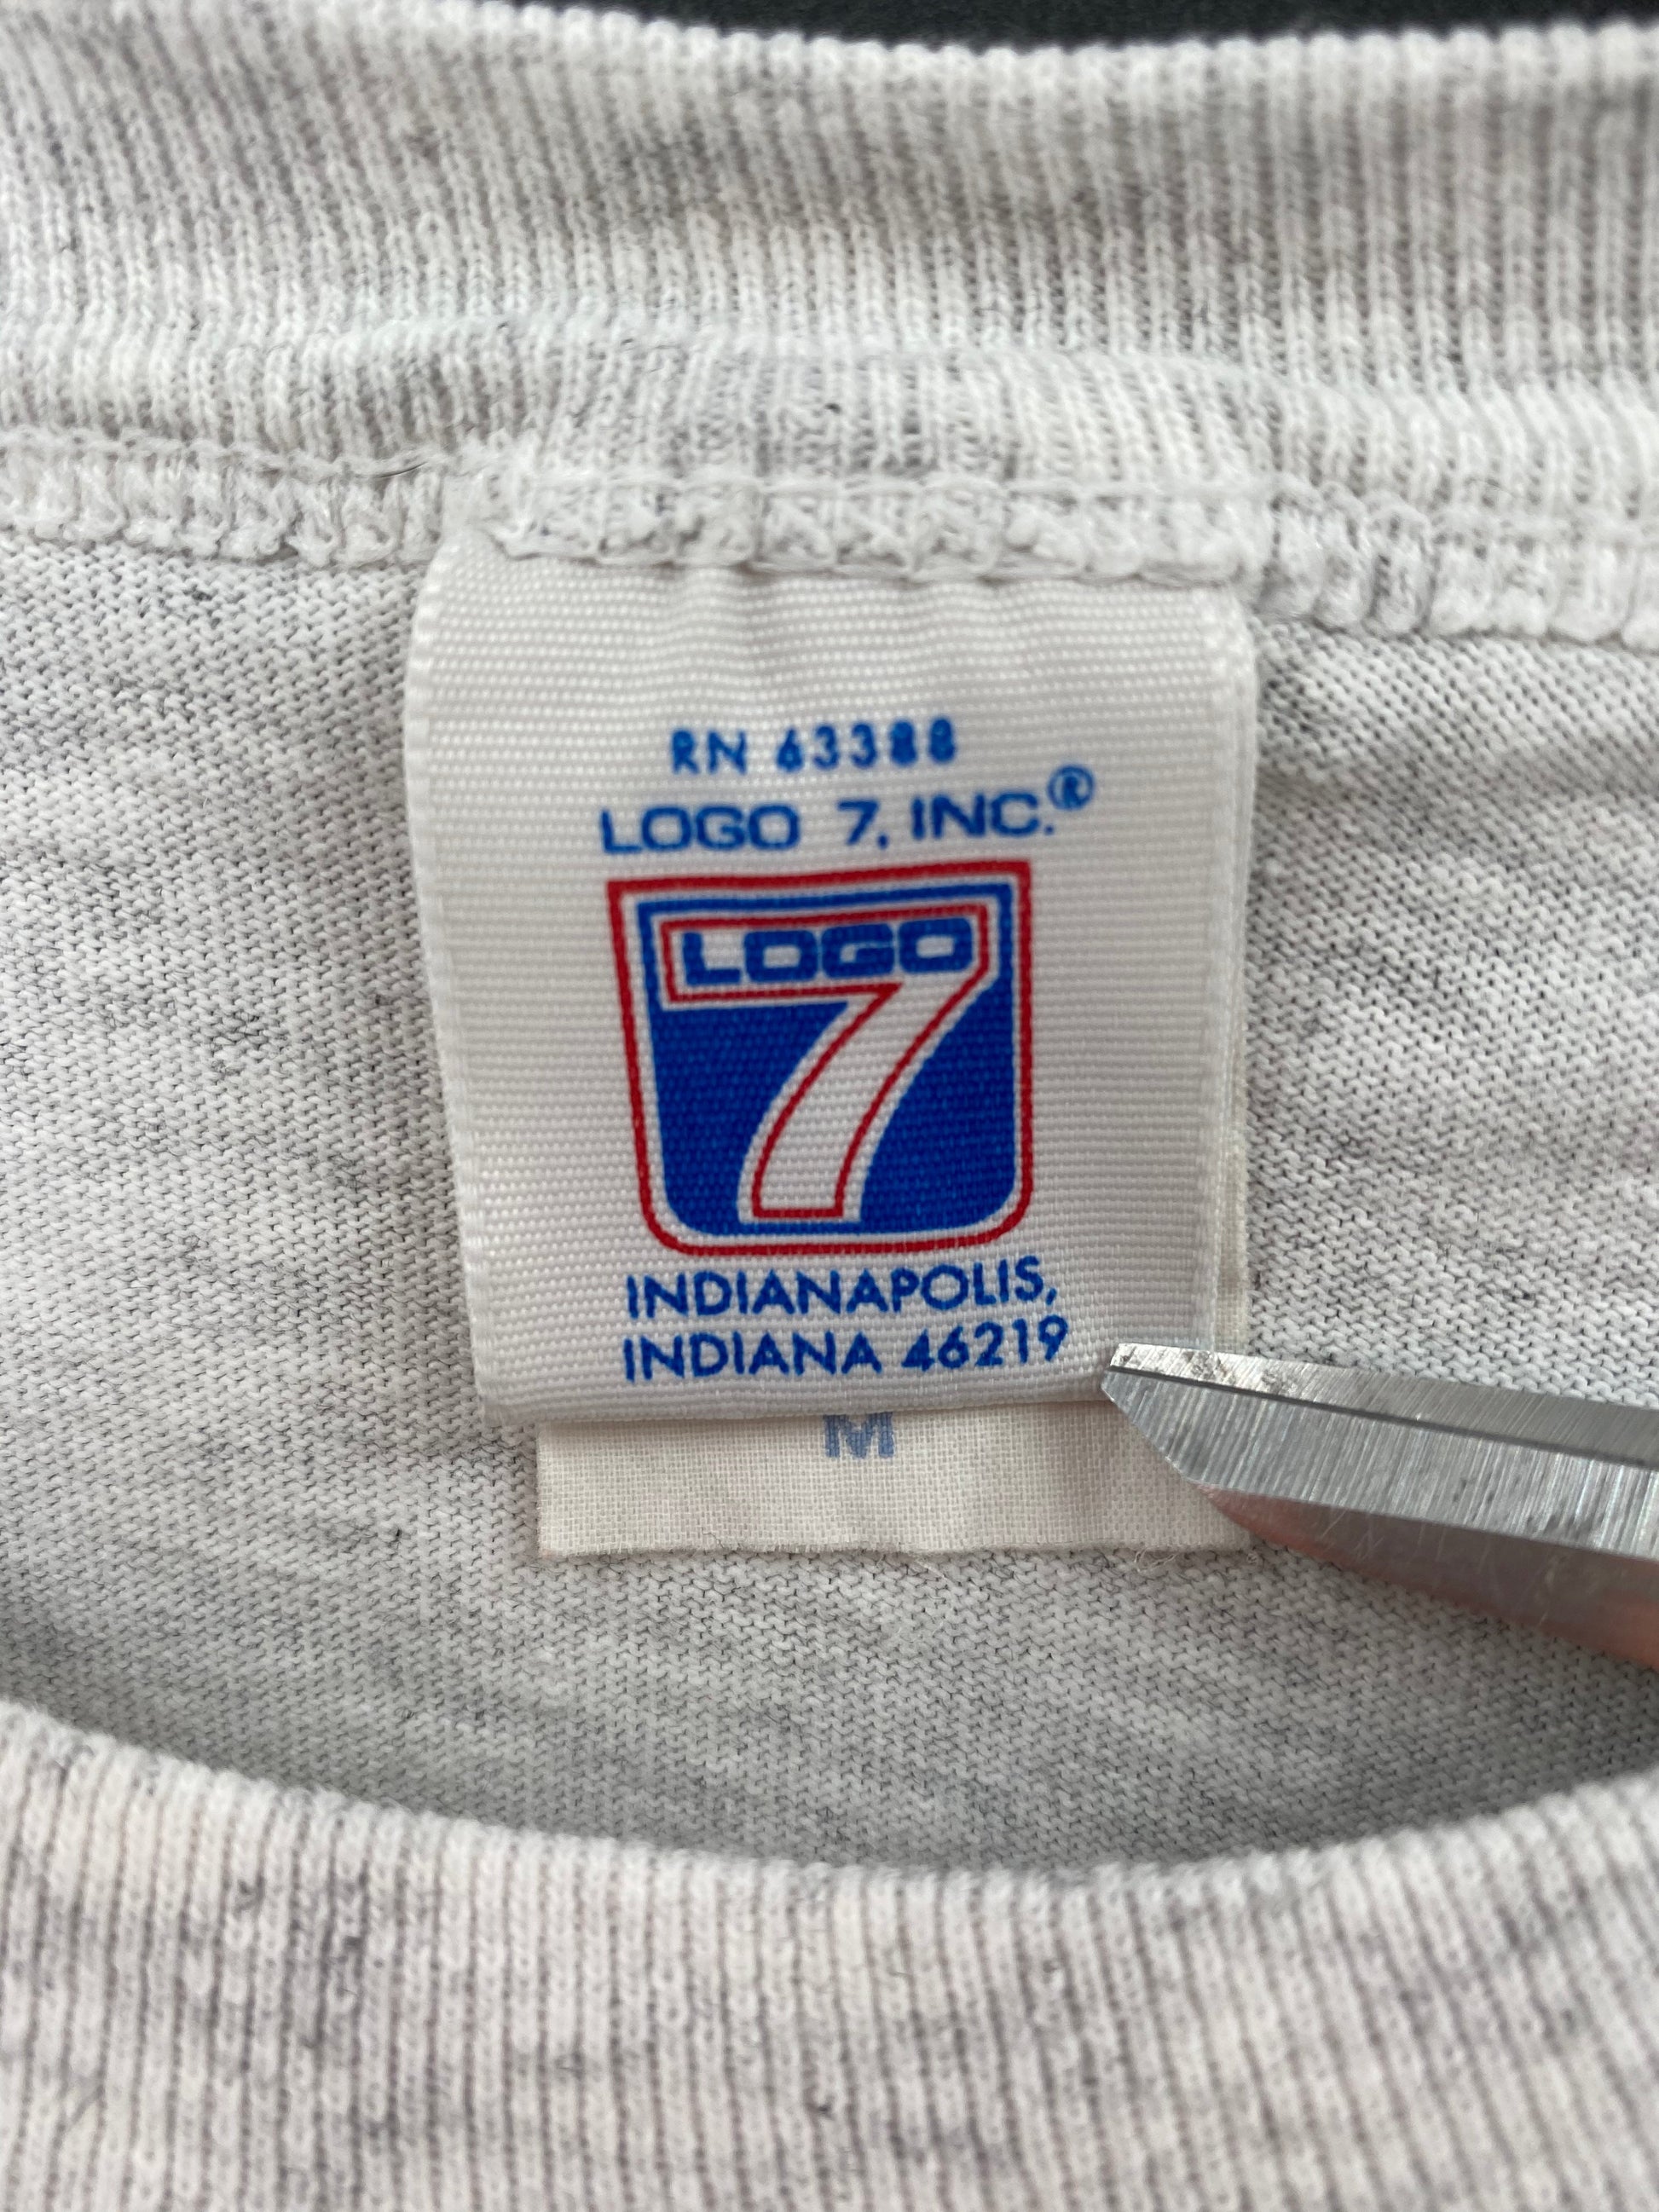 RN 63388
LOGO 7, INC.®
LOGO
7
INDIANAPOLIS,
INDIANA 46219
M